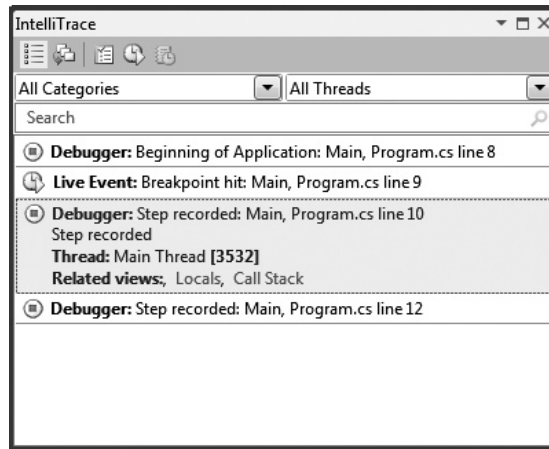 IntelliTrace
All Categories
All Threads
Search
Debugger: Beginning of Application: Main, Program.cs line 8
Live Event: Breakpoint hit: Main, Program.cs line 9
Debugger: Step recorded: Main, Program.cs line 10
Step recorded
Thread: Main Thread [3532]
Related views:, Locals, Call Stack
Debugger: Step recorded: Main, Program.cs line 12